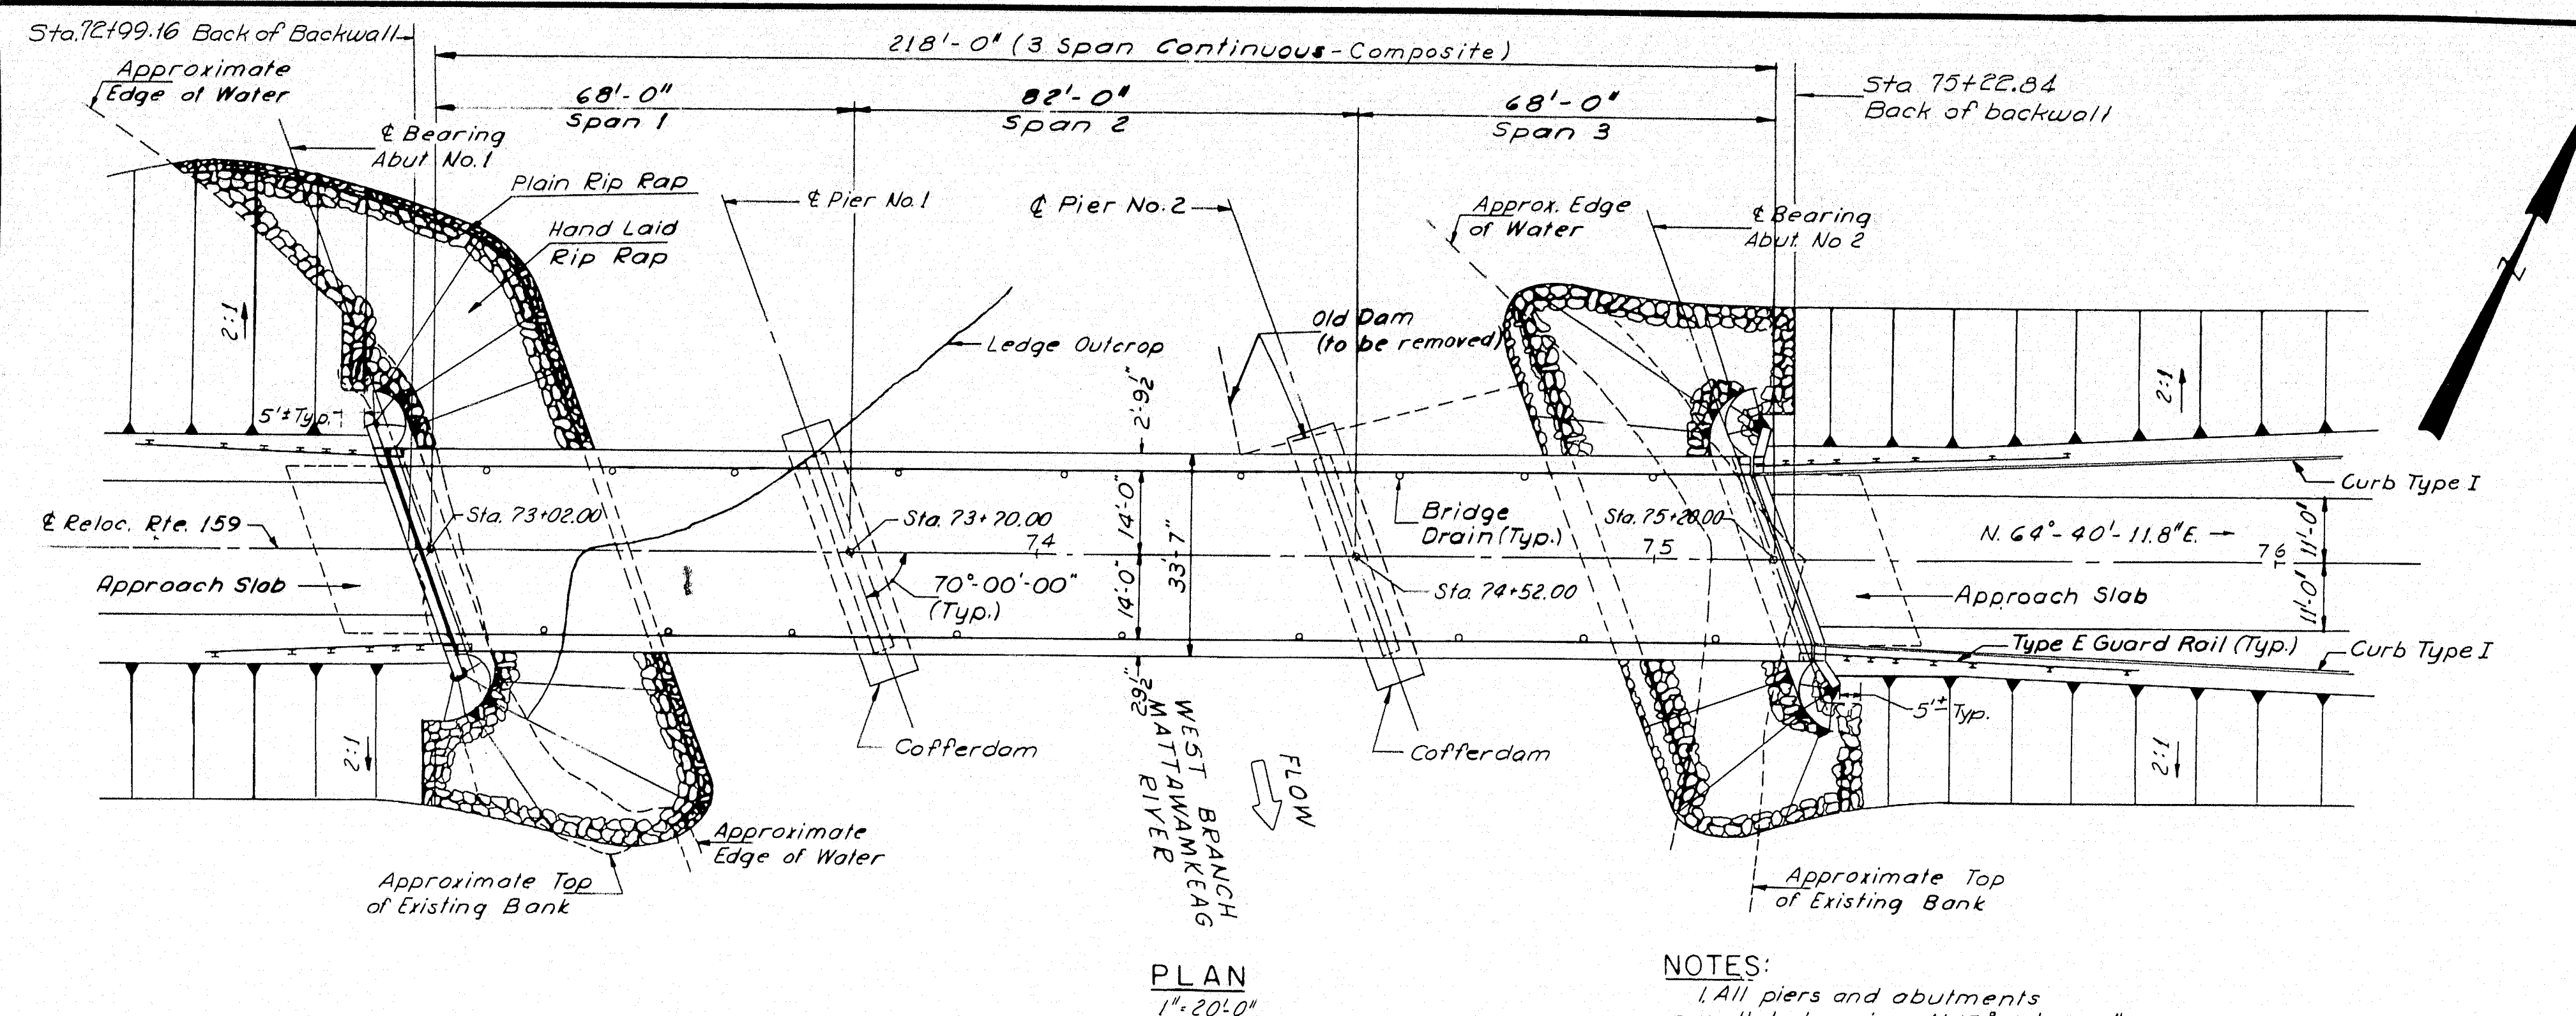 Sta. 72+99.16 Back of Backwall
218'-0" (3 Span Continuous-Composite)
Approximate
Edge of Water
68'-0"
Span 1
82'-0"
Span 2
68'-0"
Span 3
Sta 75+22.84
Back of backwall
℄ Bearing
Abut. No. 1
Plain Rip Rap
Hand Laid
Rip Rap
℄ Pier No. 1
℄ Pier No. 2
Approx. Edge
of Water
℄ Bearing
Abut. No 2
Z
2:1
Ledge Outcrop
Old Dam
(to be removed)
2'-9½"
2:1
5'± Typ.
Curb Type I
℄ Reloc. Rte. 159
Sta. 73+02.00
Sta. 73+70.00
74
14'-0"
Bridge
Drain (Typ.)
Sta. 75+20.00
75
N. 64°-40'-11.8" E.
76
11'-0"
Approach Slab
70°-00'-00"
(Typ.)
14'-0"
33'-7"
Sta. 74+52.00
Approach Slab
11'-0"
Type E Guard Rail (Typ.)
Curb Type I
2:1
2'9½"
5'± Typ.
2:1
Cofferdam
Cofferdam
WEST BRANCH
MATTAWAMKEAG
RIVER
FLOW
Approximate
Edge of Water
Approximate Top
of Existing Bank
Approximate Top
of Existing Bank
PLAN
1"=20'-0"
NOTES:
1. All piers and abutments